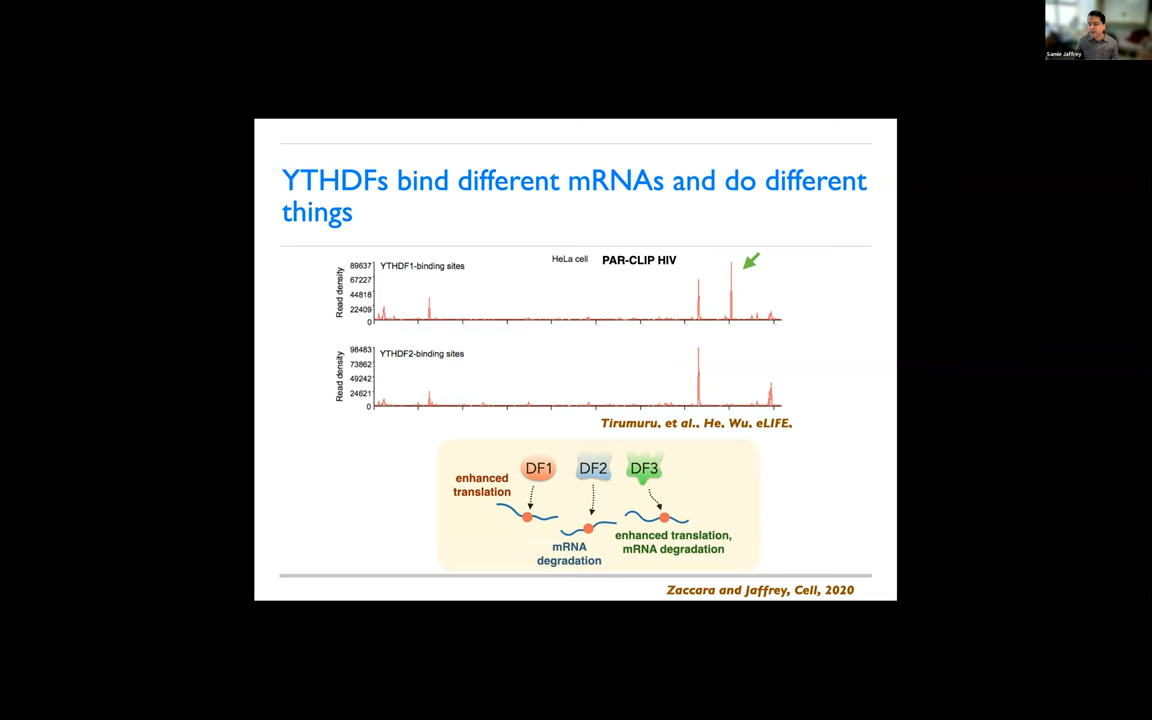 Samie Jaffrey
YTHDFs bind different mRNAs and do different
things
HeLa cell
PAR-CLIP HIV
Read density
89637
67227
44818
22409
0
YTHDF1-binding sites
Read density
98483
73862
49242
24621
0
YTHDF2-binding sites
Tirumuru, et al., He, Wu, eLIFE,
DF1
DF2
DF3
enhanced
translation
mRNA
degradation
enhanced translation,
mRNA degradation
Zaccara and Jaffrey, Cell, 2020